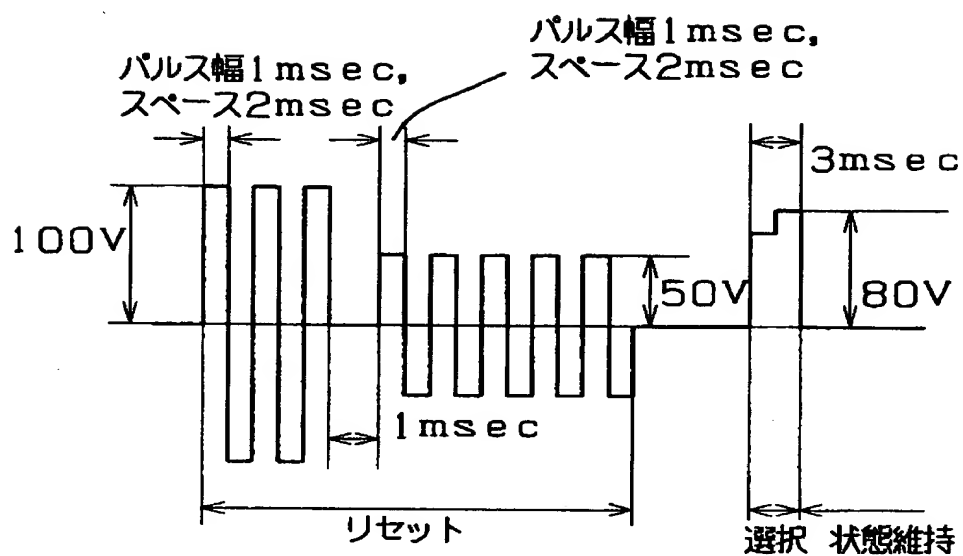 パルス幅1msec,
スペース2msec
パルス幅1msec,
スペース2msec
3msec
100V
50V
80V
1msec
リセット
選択
状態維持